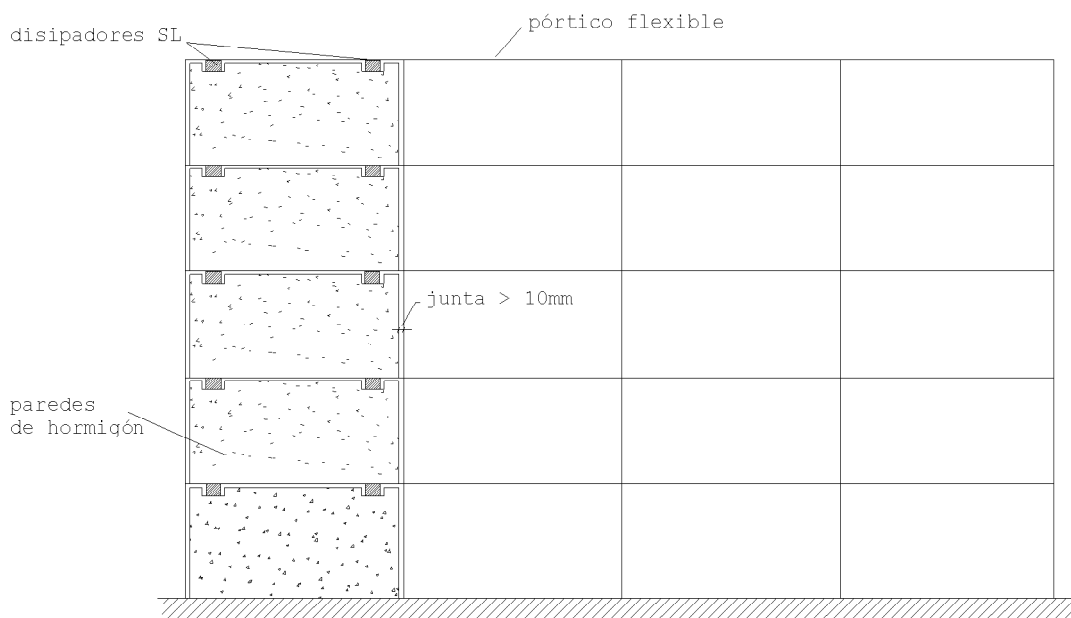 pórtico flexible
disipadores SL
junta > 10mm
paredes
de hormigón